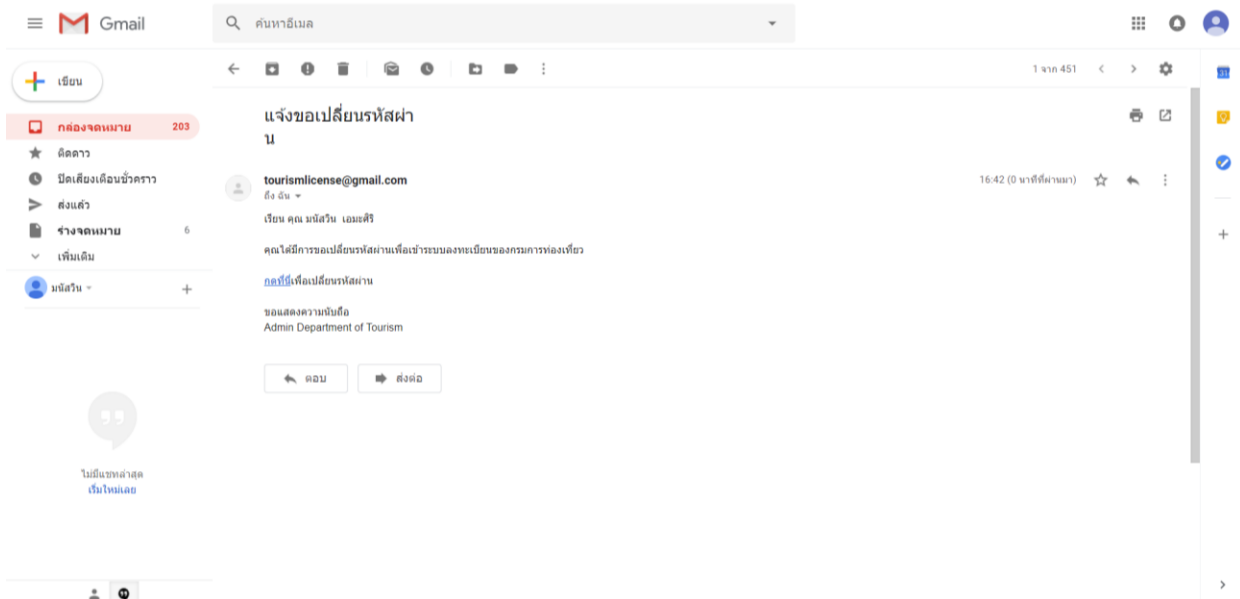 Gmail
ค้นหาอีเมล
เขียน
1 จาก 451
31
กล่องจดหมาย 203
ติดดาว
ปิดเสียงเตือนชั่วคราว
ส่งแล้ว
ร่างจดหมาย 6
เพิ่มเติม
มนัสวิน
ไม่มีแชทล่าสุด
เริ่มใหม่เลย
แจ้งขอเปลี่ยนรหัสผ่า
น
tourismlicense@gmail.com
16:42 (0 นาทีที่ผ่านมา)
ถึง ฉัน
เรียน คุณ มนัสวิน เอมะศิริ
คุณได้มีการขอเปลี่ยนรหัสผ่านเพื่อเข้าระบบลงทะเบียนของกรมการท่องเที่ยว
กดที่นี่เพื่อเปลี่ยนรหัสผ่าน
ขอแสดงความนับถือ
Admin Department of Tourism
ตอบ
ส่งต่อ